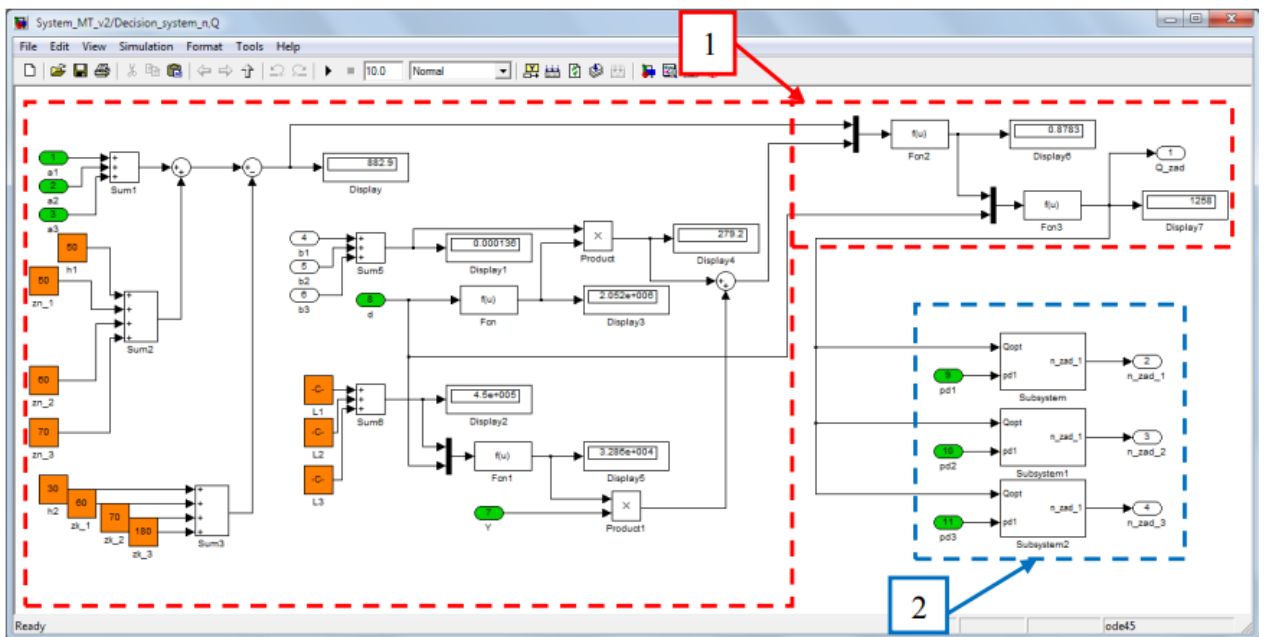 System_MT_v2/Decision_system_n,Q
File Edit View Simulation Format Tools Help
10.0 Normal
1
1
a1
2
a2
3
a3
Sum1
882.9
Display
60
h1
60
zn_1
Sum2
60
zn_2
70
zn_3
30
h2
60
zk_1
70
zk_2
180
zk_3
Sum3
4
b1
5
b2
6
b3
Sum5
0.000136
Display1
Product
279.2
Display4
8
d
f(u)
Fcn
2.052e+006
Display3
-C-
L1
-C-
L2
-C-
L3
Sum6
4.5e+005
Display2
f(u)
Fcn1
3.286e+004
Display5
7
Y
Product1
f(u)
Fcn2
0.8783
Display6
1
Q_zad
f(u)
Fcn3
1258
Display7
Qopt
n_zad_1
pd1
9
pd1
Subsystem
2
n_zad_1
Qopt
n_zad_1
pd1
10
pd2
Subsystem1
3
n_zad_2
Qopt
n_zad_1
pd1
11
pd3
Subsystem2
4
n_zad_3
2
Ready
ode45